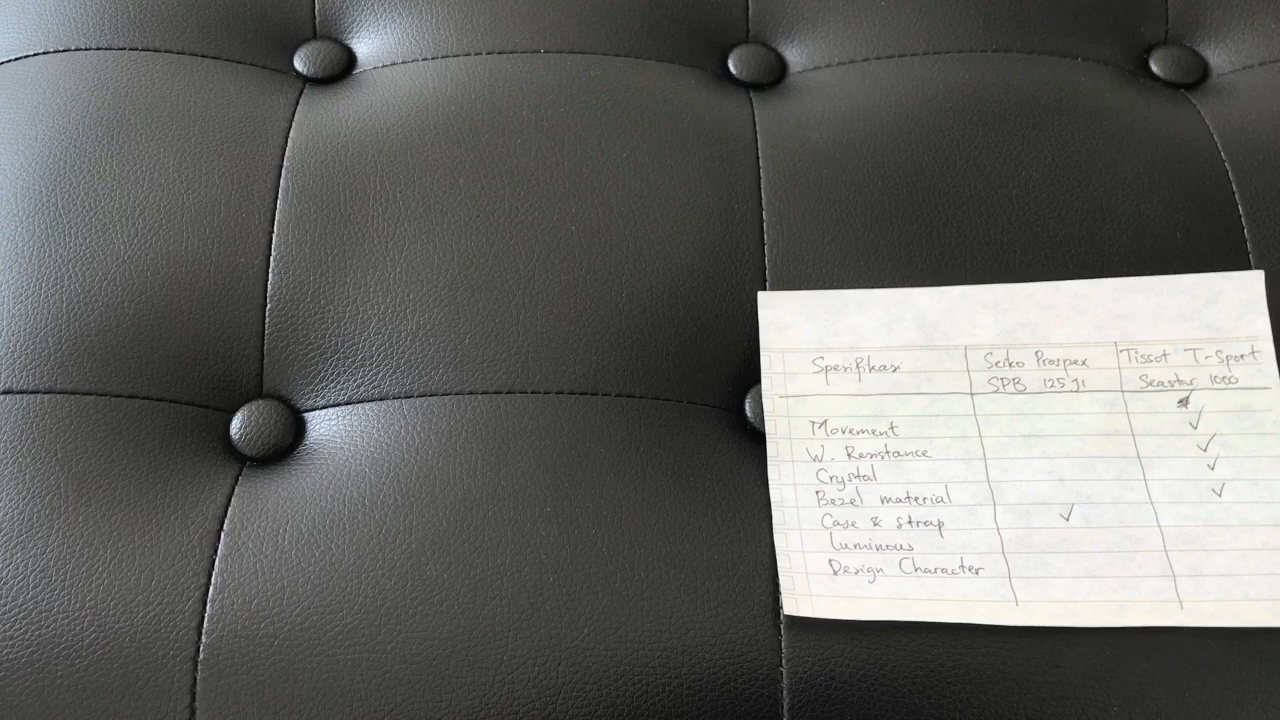 Spesifikasi Seiko Prospex Tissot T-Sport
SPB 125J1 Seastar 1000
Movement ✓
W. Resistance ✓
Crystal ✓
Bezel material ✓
Case & strap ✓
Luminous
Design Character